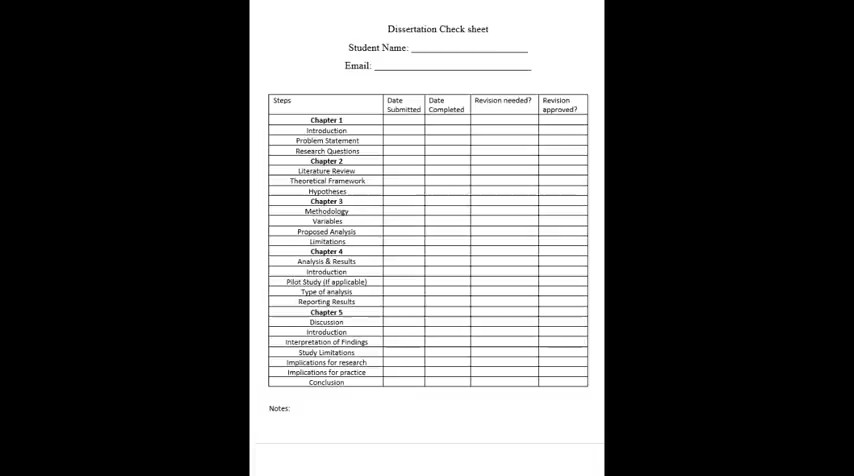 Dissertation Check sheet
Student Name: ____________________
Email: ____________________
Steps Date Submitted Date Completed Revision needed? Revision approved?
Chapter 1
Introduction
Problem Statement
Research Questions
Chapter 2
Literature Review
Theoretical Framework
Hypotheses
Chapter 3
Methodology
Variables
Proposed Analysis
Limitations
Chapter 4
Analysis & Results
Introduction
Pilot Study (If applicable)
Type of analysis
Reporting Results
Chapter 5
Discussion
Introduction
Interpretation of Findings
Study Limitations
Implications for research
Implications for practice
Conclusion
Notes: